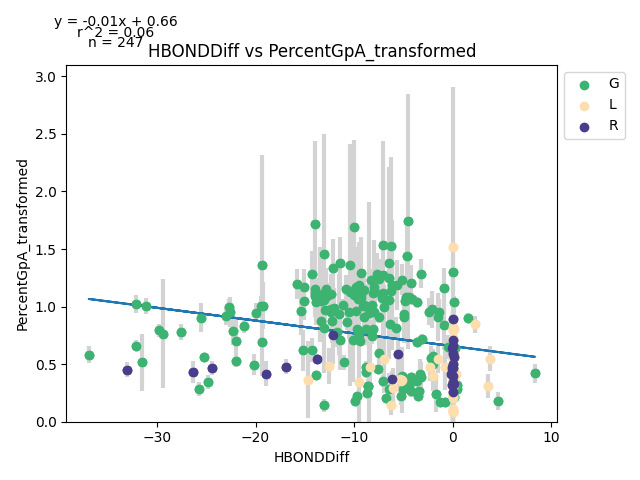 y = -0.01x + 0.66
r^2 = 0.06
n = 247
HBONDDiff vs PercentGpA_transformed
G
L
R
PercentGpA_transformed
3.0
2.5
2.0
1.5
1.0
0.5
0.0
−30
−20
−10
0
10
HBONDDiff